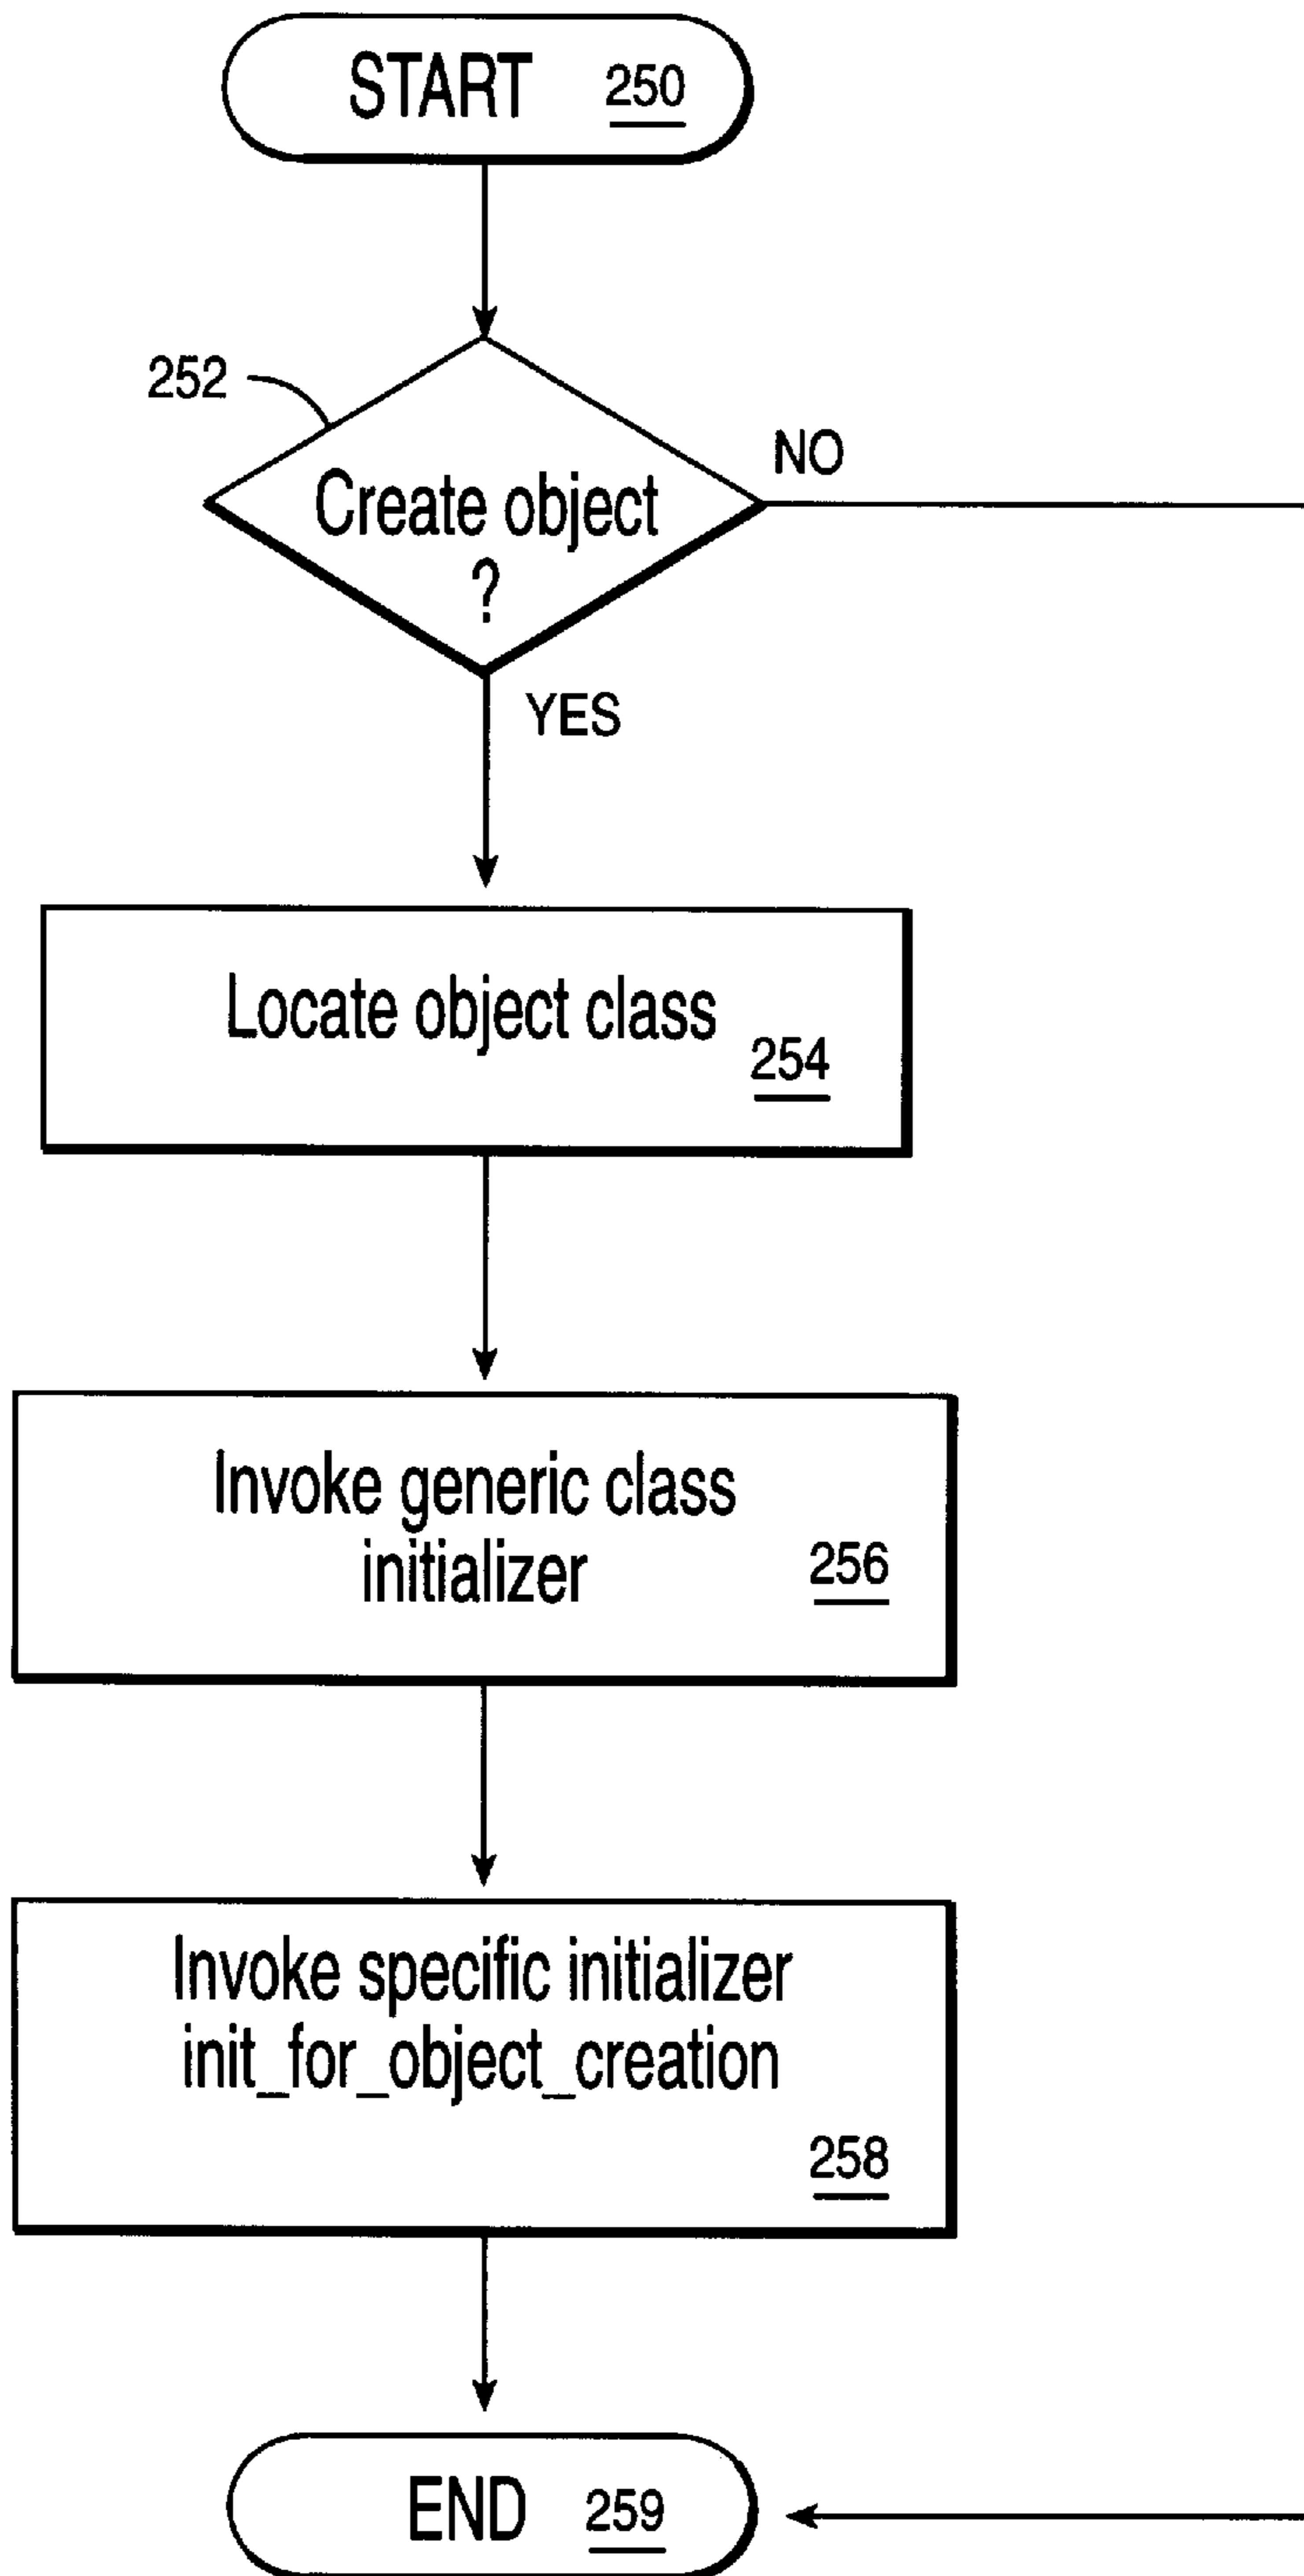 START 250
252
Create object
?
NO
YES
Locate object class
254
Invoke generic class
initializer 256
Invoke specific initializer
init_for_object_creation
258
END 259